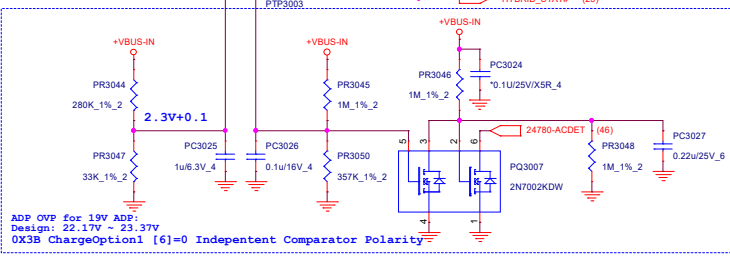 PTP3003
+VBUS-IN
+VBUS-IN
+VBUS-IN
PC3024
*0.1U/25V/X5R_4
PR3044
280K_1%_2
PR3045
1M_1%_2
PR3046
1M_1%_2
2.3V+0.1
24780-ACDET (46)
5
3
2
6
PC3025
1u/6.3V_4
PC3026
0.1u/16V_4
PR3047
33K_1%_2
PR3050
357K_1%_2
PQ3007
2N7002KDW
PR3048
1M_1%_2
PC3027
0.22u/25V_6
4
1
ADP OVP for 19V ADP:
Design: 22.17V ~ 23.37V
0X3B ChargeOption1 [6]=0 Indepentent Comparator Polarity